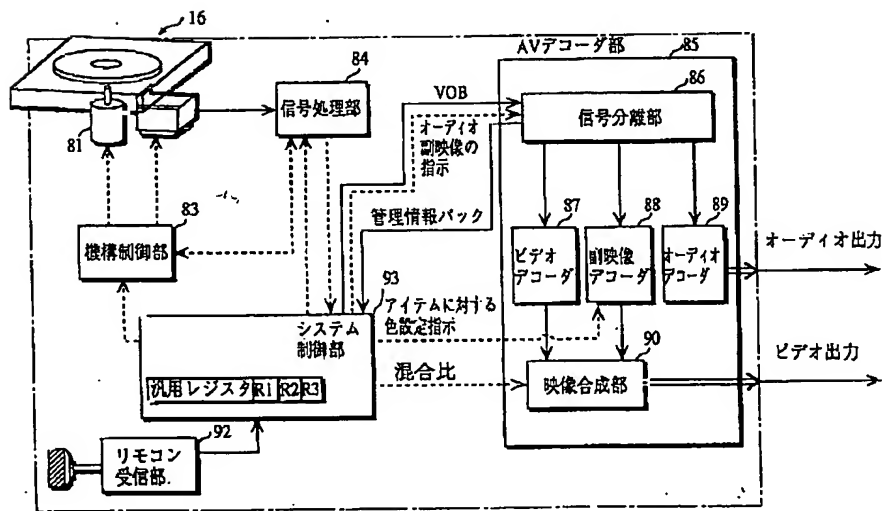 16
AVデコーダ部
85
84
信号処理部
VOB
86
信号分離部
81
オーディオ
副映像の
指示
83
機構制御部
管理情報パック
87
ビデオ
デコーダ
88
副映像
デコーダ
89
オーディオ
デコーダ
オーディオ出力
93
アイテムに対する
色設定指示
システム
制御部
汎用レジスタ R1 R2 R3
混合比
90
映像合成部
ビデオ出力
92
リモコン
受信部